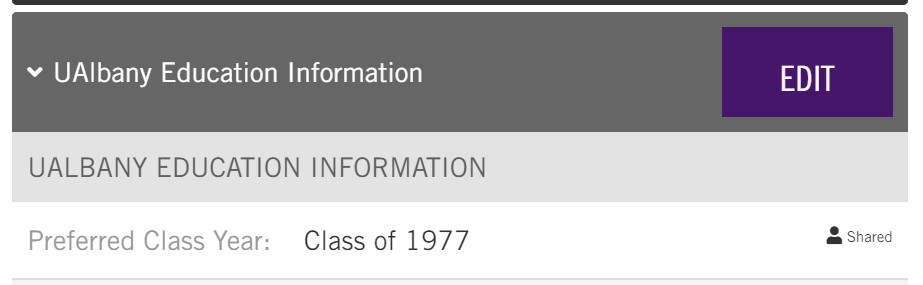 UAlbany Education Information
EDIT
UALBANY EDUCATION INFORMATION
Preferred Class Year: Class of 1977
Shared